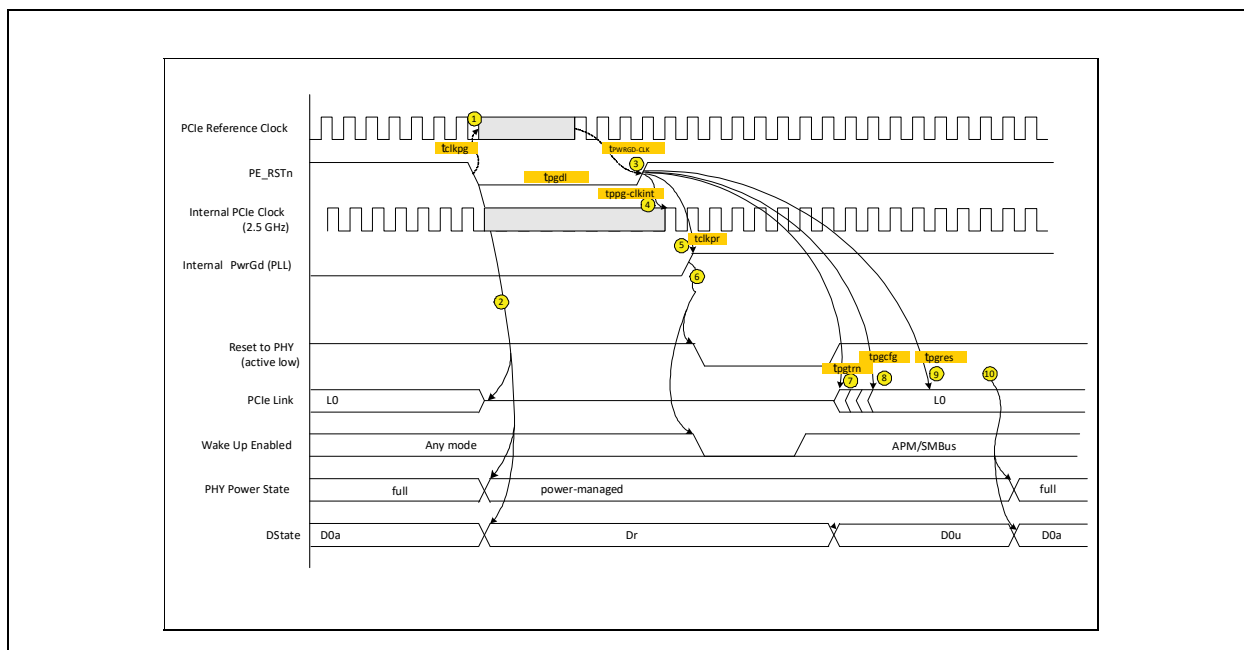 1
PCIe Reference Clock
tclkpg
tPWRGD-CLK
3
PE_RSTn
tpgdl
tppg-clkint
4
Internal PCIe Clock
(2.5 GHz)
5
tclkpr
Internal PwrGd (PLL)
6
2
Reset to PHY
(active low)
tpgcfg
tpgres
tpgtrn
7
8
9
10
PCIe Link
L0
L0
Wake Up Enabled
Any mode
APM/SMBus
PHY Power State
full
power-managed
full
DState
D0a
Dr
D0u
D0a